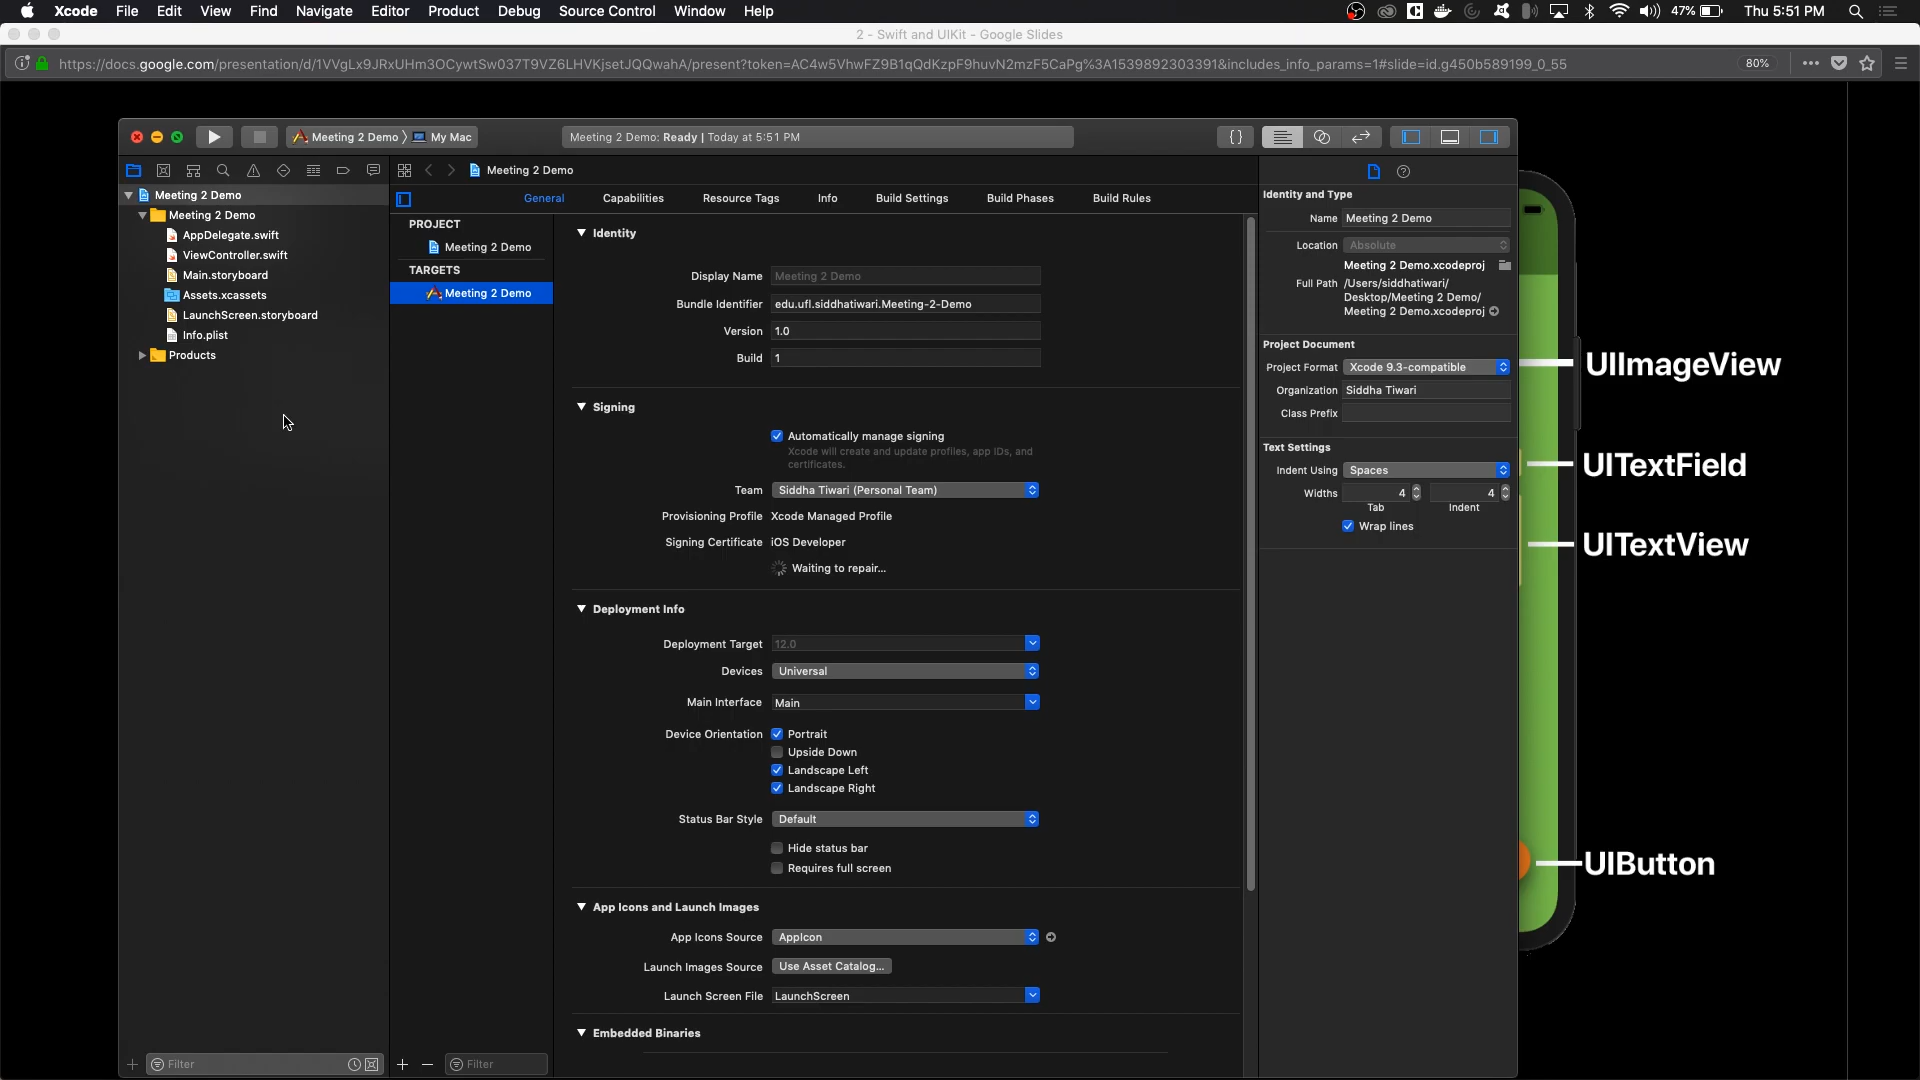 Xcode File Edit View Find Navigate Editor Product Debug Source Control Window Help
47% Thu 5:51 PM
2 - Swift and UIKit - Google Slides
https://docs.google.com/presentation/d/1VVgLx9JRxUHm3OCywtSw037T9VZ6LHVKjsetJQQwahA/present?token=AC4w5VhwFZ9B1qQdKzpF9huvN2mzF5CaPg%3A1539892303391&includes_info_params=1#slide=id.g450b589199_0_55
80%
Meeting 2 Demo My Mac
Meeting 2 Demo: Ready | Today at 5:51 PM
{ }
Meeting 2 Demo
Meeting 2 Demo
Meeting 2 Demo
AppDelegate.swift
ViewController.swift
Main.storyboard
Assets.xcassets
LaunchScreen.storyboard
Info.plist
Products
Filter
General Capabilities Resource Tags Info Build Settings Build Phases Build Rules
PROJECT
Meeting 2 Demo
TARGETS
Meeting 2 Demo
Filter
Identity
Display Name Meeting 2 Demo
Bundle Identifier edu.ufl.siddhatiwari.Meeting-2-Demo
Version 1.0
Build 1
Signing
Automatically manage signing
Xcode will create and update profiles, app IDs, and
certificates.
Team Siddha Tiwari (Personal Team)
Provisioning Profile Xcode Managed Profile
Signing Certificate iOS Developer
Waiting to repair...
Deployment Info
Deployment Target 12.0
Devices Universal
Main Interface Main
Device Orientation Portrait
Upside Down
Landscape Left
Landscape Right
Status Bar Style Default
Hide status bar
Requires full screen
App Icons and Launch Images
App Icons Source AppIcon
Launch Images Source Use Asset Catalog...
Launch Screen File LaunchScreen
Embedded Binaries
Identity and Type
Name Meeting 2 Demo
Location Absolute
Meeting 2 Demo.xcodeproj
Full Path /Users/siddhatiwari/
Desktop/Meeting 2 Demo/
Meeting 2 Demo.xcodeproj
Project Document
Project Format Xcode 9.3-compatible
Organization Siddha Tiwari
Class Prefix
Text Settings
Indent Using Spaces
Widths 4 4
Tab Indent
Wrap lines
UIImageView
UITextField
UITextView
UIButton